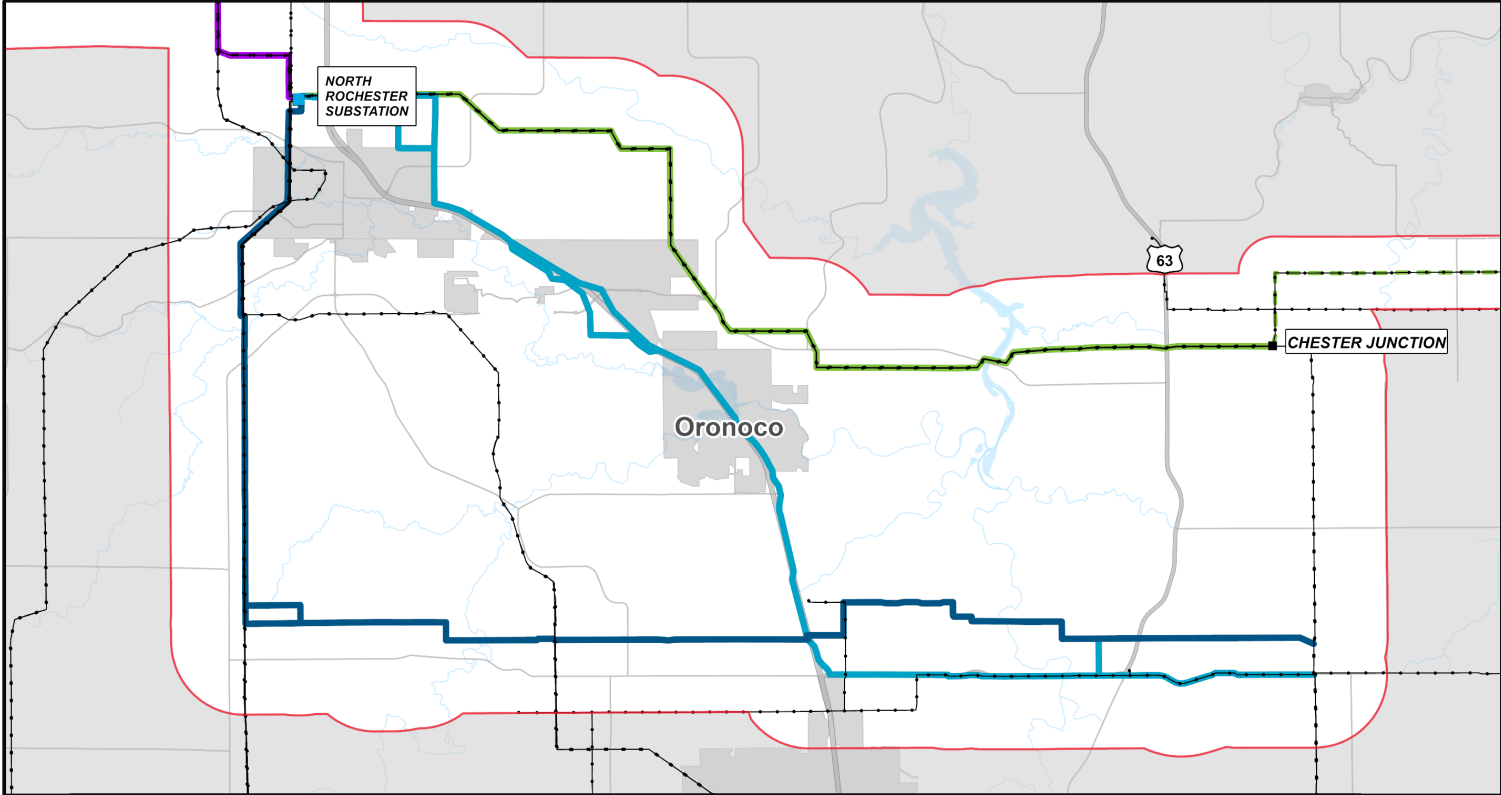 NORTH
ROCHESTER
SUBSTATION
63
CHESTER JUNCTION
Oronoco